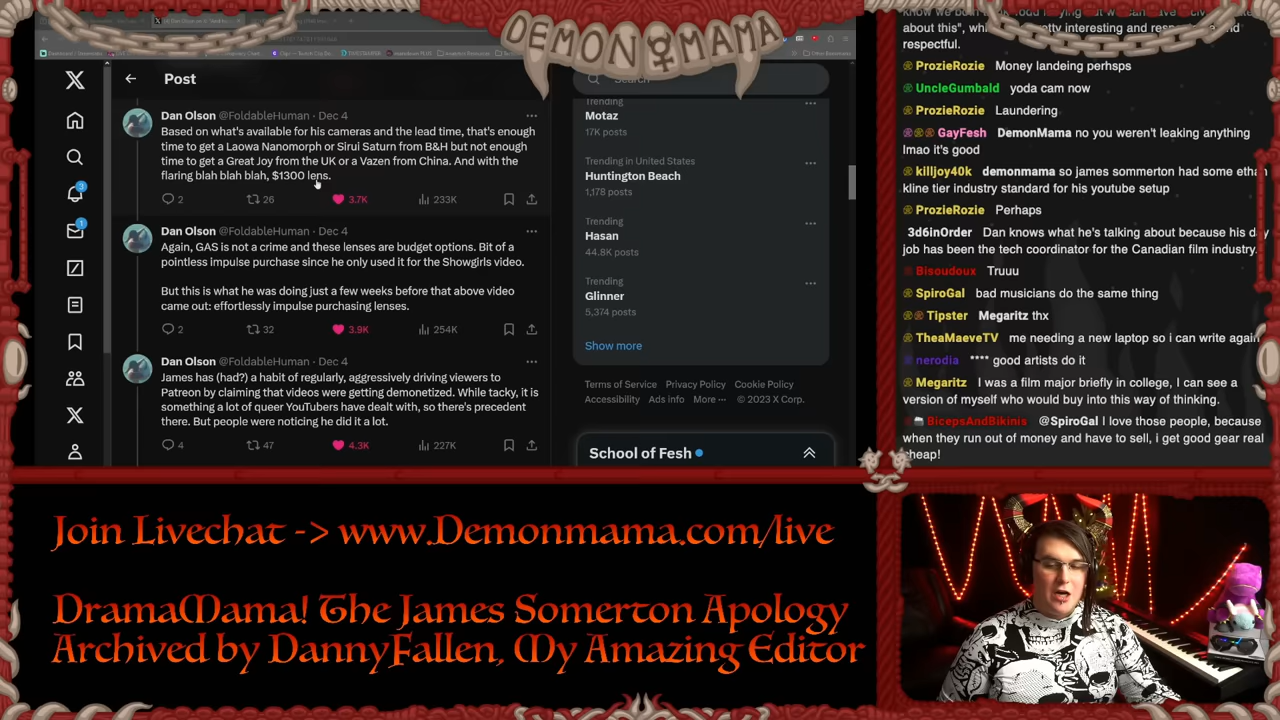 DEMON MAMA
Post
Search
Dan Olson @FoldableHuman · Dec 4
Based on what's available for his cameras and the lead time, that's enough
time to get a Laowa Nanomorph or Sirui Saturn from B&H but not enough
time to get a Great Joy from the UK or a Vazen from China. And with the
flaring blah blah blah, $1300 lens.
2 26 3.7K 233K
Dan Olson @FoldableHuman · Dec 4
Again, GAS is not a crime and these lenses are budget options. Bit of a
pointless impulse purchase since he only used it for the Showgirls video.
But this is what he was doing just a few weeks before that above video
came out: effortlessly impulse purchasing lenses.
2 32 3.9K 254K
Dan Olson @FoldableHuman · Dec 4
James has (had?) a habit of regularly, aggressively driving viewers to
Patreon by claiming that videos were getting demonetized. While tacky, it is
something a lot of queer YouTubers have dealt with, so there's precedent
there. But people were noticing he did it a lot.
4 47 4.3K 227K
3
1
Trending
Motaz
17K posts
Trending in United States
Huntington Beach
1,178 posts
Trending
Hasan
44.8K posts
Trending
Glinner
5,374 posts
Show more
Terms of Service Privacy Policy Cookie Policy
Accessibility Ads info More © 2023 X Corp.
School of Fesh
about this", interesting and and
respectful.
ProzieRozie Money landeing perhsps
UncleGumbald yoda cam now
ProzieRozie Laundering
GayFesh DemonMama no you weren't leaking anything
lmao it's good
killjoy40k demonmama so james sommerton had some ethan
kline tier industry standard for his youtube setup
ProzieRozie Perhaps
3d6inOrder Dan knows what he's talking about because his day
job has been the tech coordinator for the Canadian film industry.
Bisoudoux Truuu
SpiroGal bad musicians do the same thing
Tipster Megaritz thx
TheaMaeveTV me needing a new laptop so i can write again
nerodia **** good artists do it
Megaritz I was a film major briefly in college, I can see a
version of myself who would buy into this way of thinking.
BicepsAndBikinis @SpiroGal I love those people, because
when they run out of money and have to sell, i get good gear real
cheap!
Join Livechat -> www.Demonmama.com/live
DramaMama! The James Somerton Apology
Archived by DannyFallen, My Amazing Editor